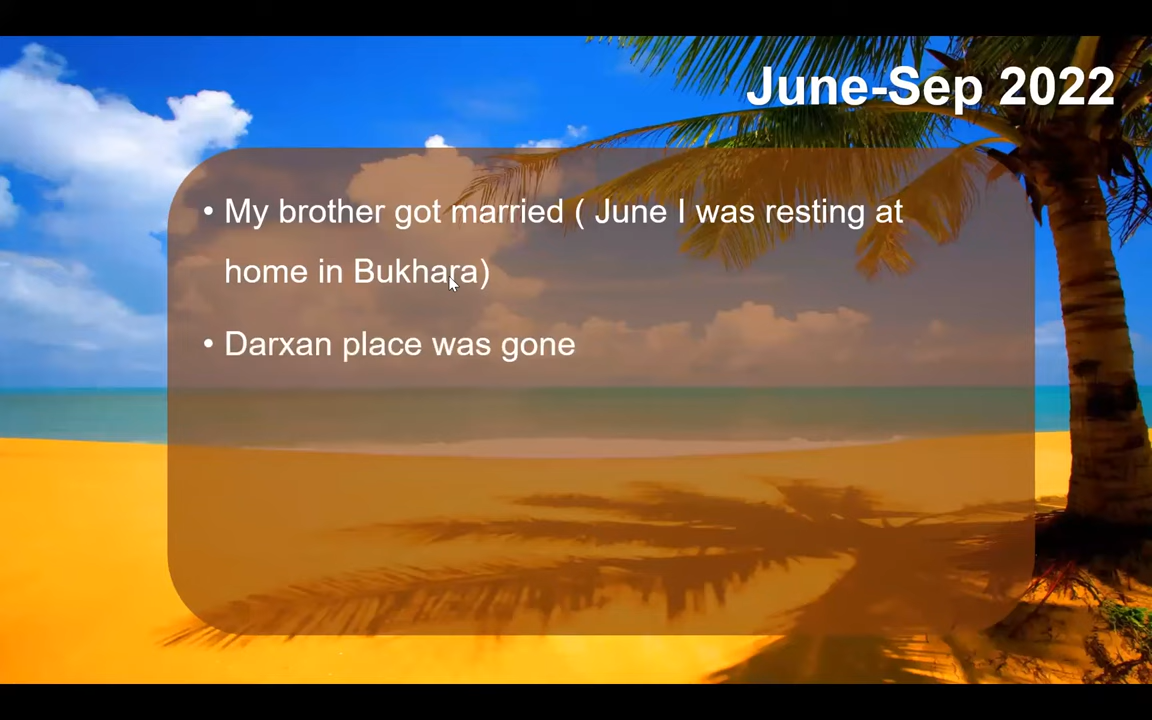 June-Sep 2022
• My brother got married ( June I was resting at
home in Bukhara)
• Darxan place was gone